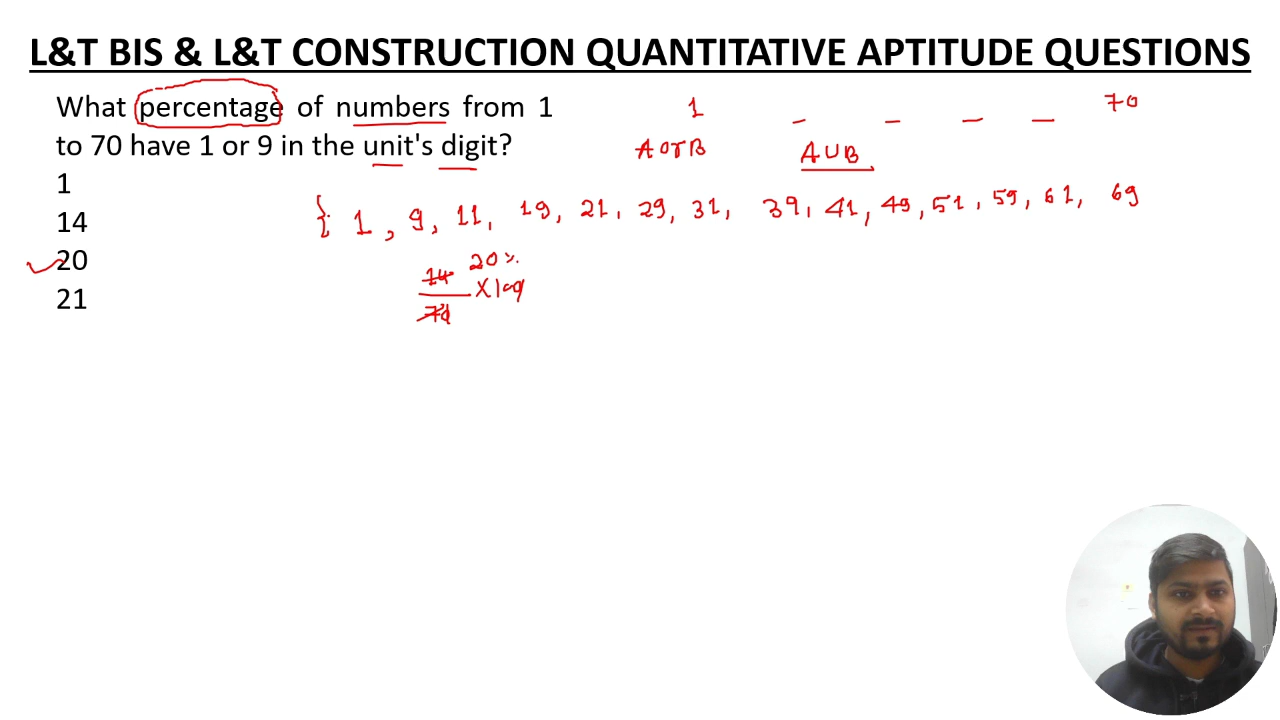 L&T BIS & L&T CONSTRUCTION QUANTITATIVE APTITUDE QUESTIONS
What percentage of numbers from 1
to 70 have 1 or 9 in the unit's digit?
1
14
20
21
1 _ _ _ _ 70
A or B A U B
{ 1, 9, 11, 19, 21, 29, 31, 39, 41, 49, 51, 59, 61, 69
14 20%
70 X 100